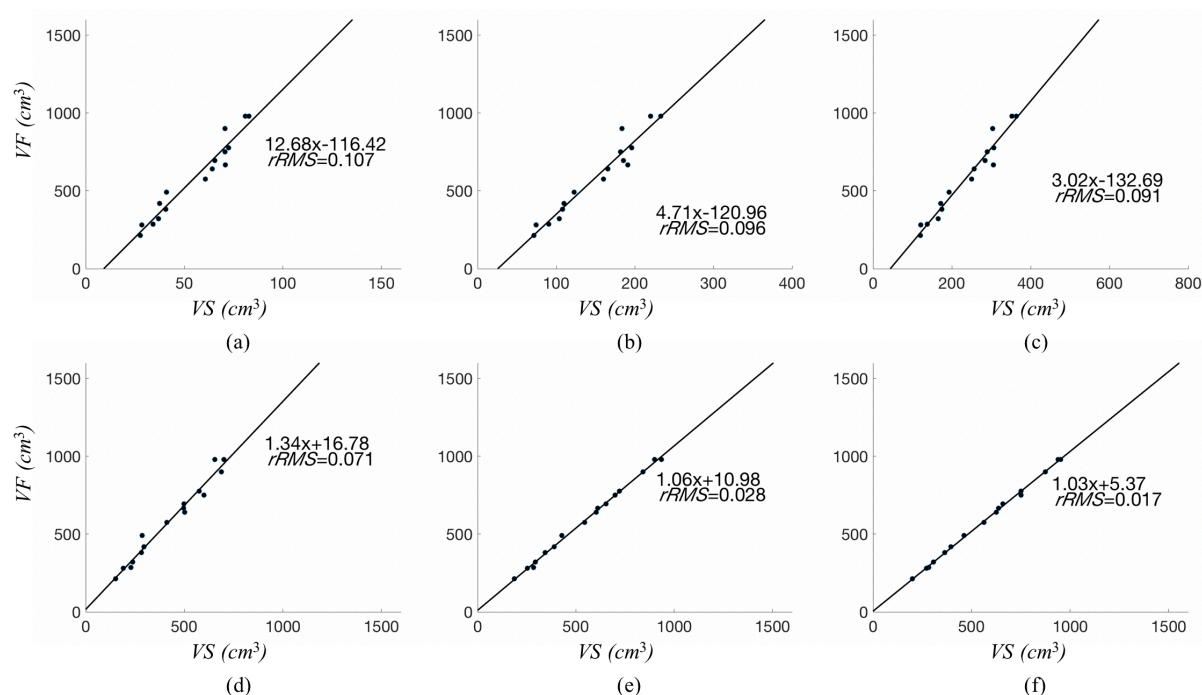 1500
1000
500
0
VF (cm³)
12.68x-116.42
rRMS=0.107
0 50 100 150
VS (cm³)
(a)
1500
1000
500
0
4.71x-120.96
rRMS=0.096
0 100 200 300 400
VS (cm³)
(b)
1500
1000
500
0
3.02x-132.69
rRMS=0.091
0 200 400 600 800
VS (cm³)
(c)
1500
1000
500
0
VF (cm³)
1.34x+16.78
rRMS=0.071
0 500 1000 1500
VS (cm³)
(d)
1500
1000
500
0
1.06x+10.98
rRMS=0.028
0 500 1000 1500
VS (cm³)
(e)
1500
1000
500
0
1.03x+5.37
rRMS=0.017
0 500 1000 1500
VS (cm³)
(f)